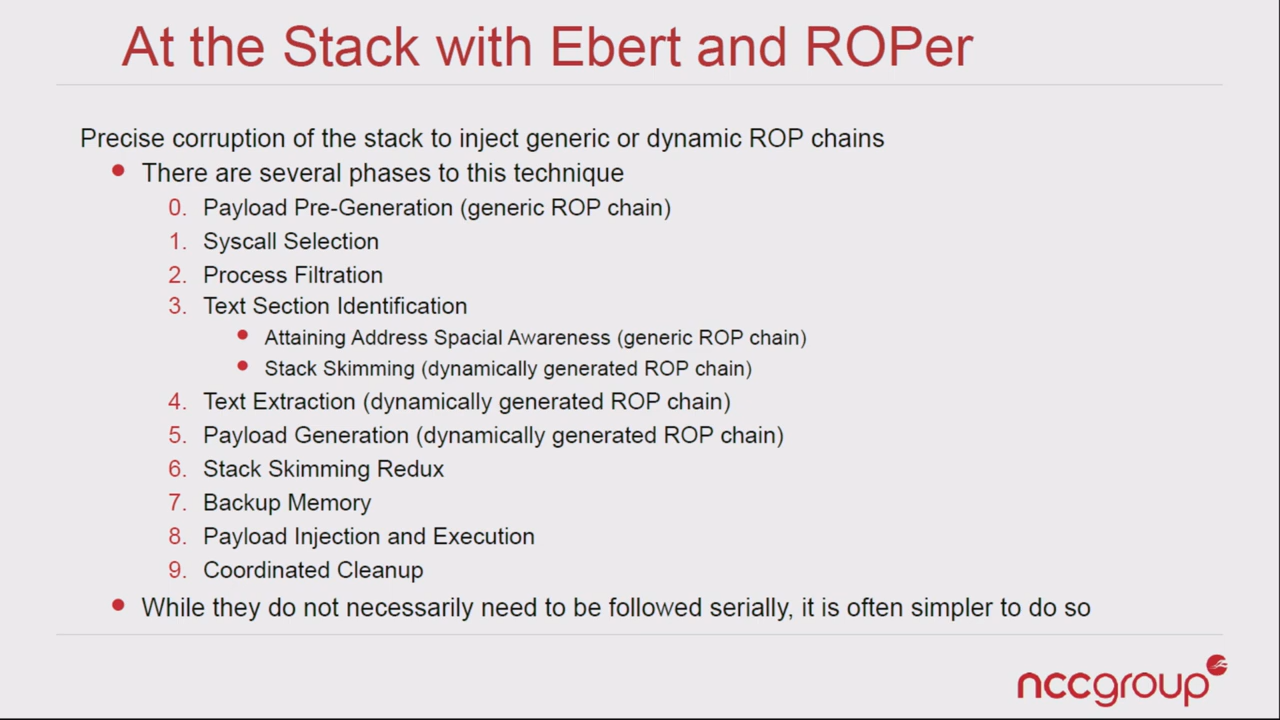 At the Stack with Ebert and ROPer
Precise corruption of the stack to inject generic or dynamic ROP chains
• There are several phases to this technique
0. Payload Pre-Generation (generic ROP chain)
1. Syscall Selection
2. Process Filtration
3. Text Section Identification
• Attaining Address Spacial Awareness (generic ROP chain)
• Stack Skimming (dynamically generated ROP chain)
4. Text Extraction (dynamically generated ROP chain)
5. Payload Generation (dynamically generated ROP chain)
6. Stack Skimming Redux
7. Backup Memory
8. Payload Injection and Execution
9. Coordinated Cleanup
• While they do not necessarily need to be followed serially, it is often simpler to do so
nccgroup